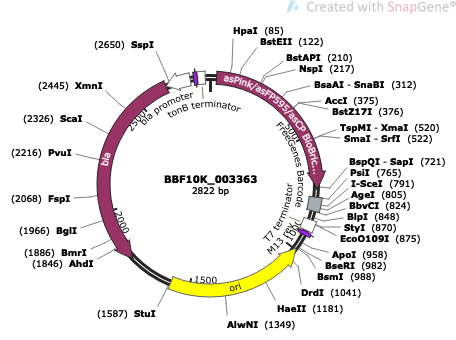 Created with SnapGene®
HpaI (85)
BstEII (122)
BstAPI (210)
NspI (217)
BsaAI - SnaBI (312)
AccI (375)
BstZ17I (376)
TspMI - XmaI (520)
SmaI - SrfI (522)
BspQI - SapI (721)
PsiI (765)
I-SceI (791)
AgeI (805)
BbvCI (824)
BlpI (848)
StyI (870)
EcoO109I (875)
ApoI (958)
BseRI (982)
BsmI (988)
DrdI (1041)
HaeII (1181)
AlwNI (1349)
(1587) StuI
(1846) AhdI
(1886) BmrI
(1966) BglI
(2068) FspI
(2216) PvuI
(2326) ScaI
(2445) XmnI
(2650) SspI
asPink/asFP595/asCP BioBric...
FreeGenes Barcode
T7 terminator
M13 rev
ori
bla
bla promoter
tonB terminator
1500
2000
2500
BBF10K_003363
2822 bp